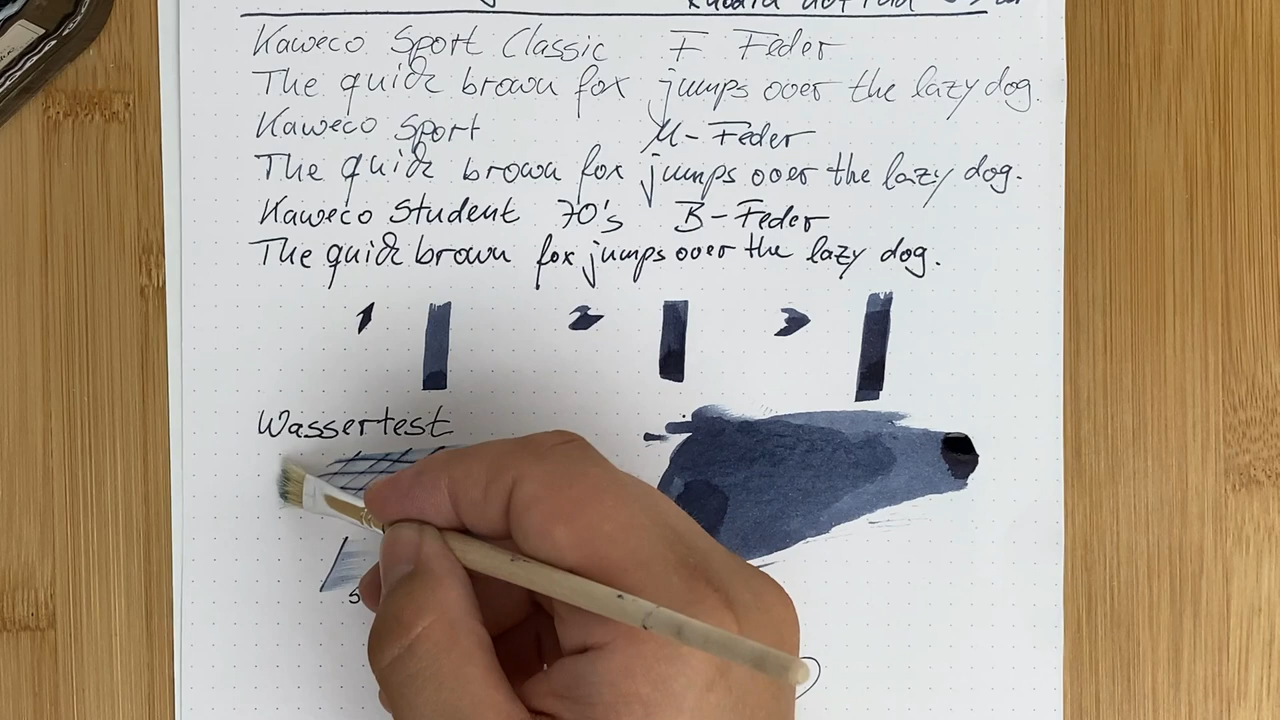 Kaweco Sport Classic F Feder
The quick brown fox jumps over the lazy dog.
Kaweco Sport M-Feder
The quick brown fox jumps over the lazy dog.
Kaweco Student 70's B-Feder
The quick brown fox jumps over the lazy dog.
Wassertest